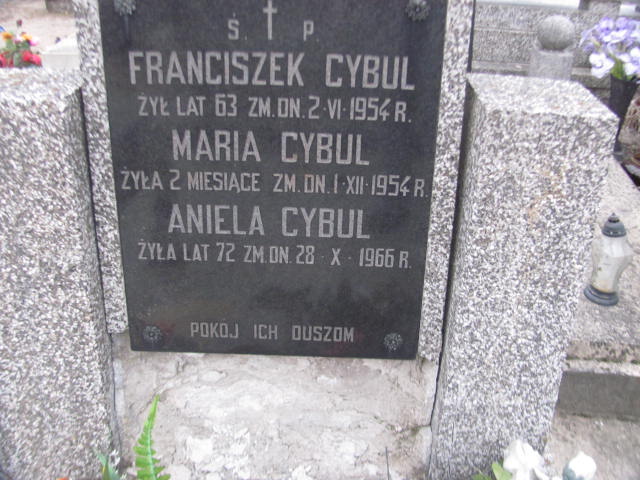 Ś P
FRANCISZEK CYBUL
ŻYŁ LAT 63 ZM. DN. 2·VI·1954 R.
MARIA CYBUL
ŻYŁA 2 MIESIĄCE ZM. DN. 1·XII·1954 R.
ANIELA CYBUL
ŻYŁA LAT 72 ZM. DN. 28·X·1966 R.
POKÓJ ICH DUSZOM